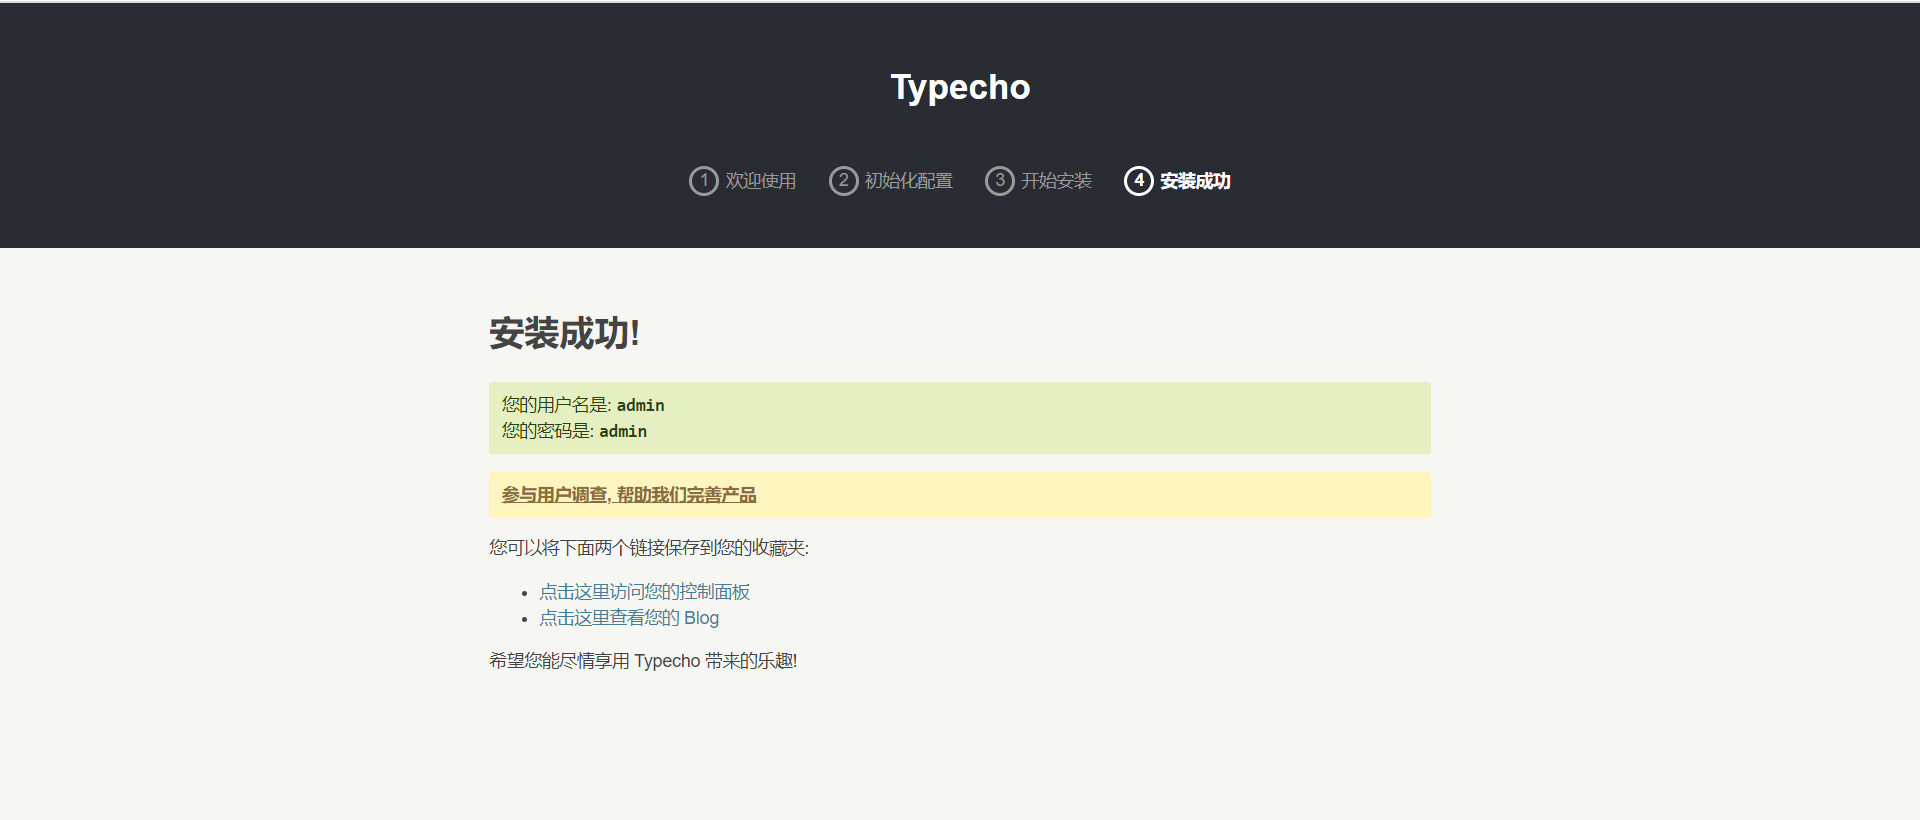 Typecho
1 欢迎使用 2 初始化配置 3 开始安装 4 安装成功
安装成功!
您的用户名是: admin
您的密码是: admin
参与用户调查, 帮助我们完善产品
您可以将下面两个链接保存到您的收藏夹:
• 点击这里访问您的控制面板
• 点击这里查看您的 Blog
希望您能尽情享用 Typecho 带来的乐趣!